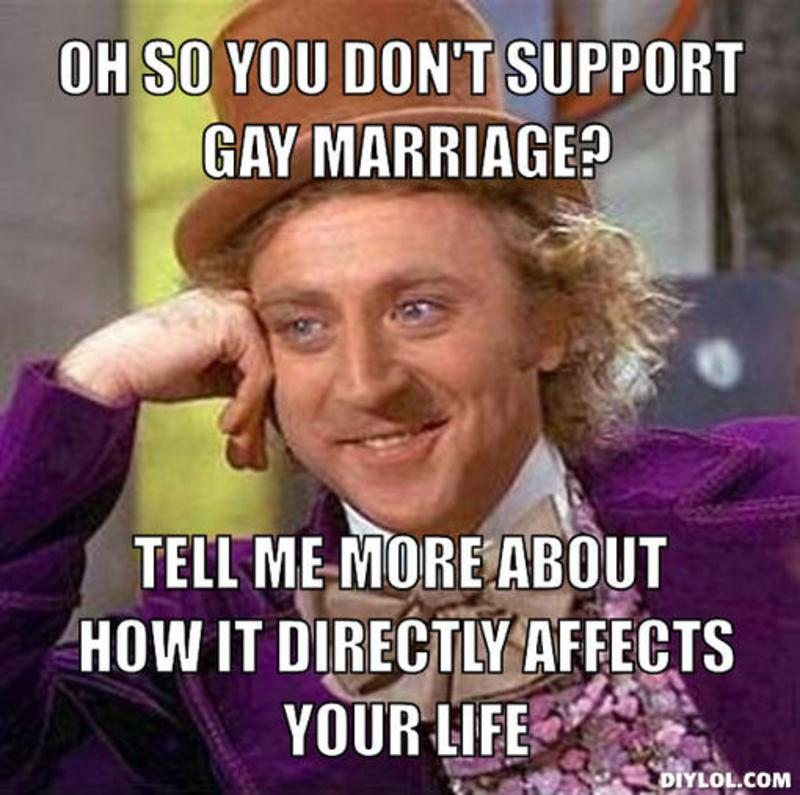 OH SO YOU DON'T SUPPORT
GAY MARRIAGE?
TELL ME MORE ABOUT
HOW IT DIRECTLY AFFECTS
YOUR LIFE
DIYLOL.COM